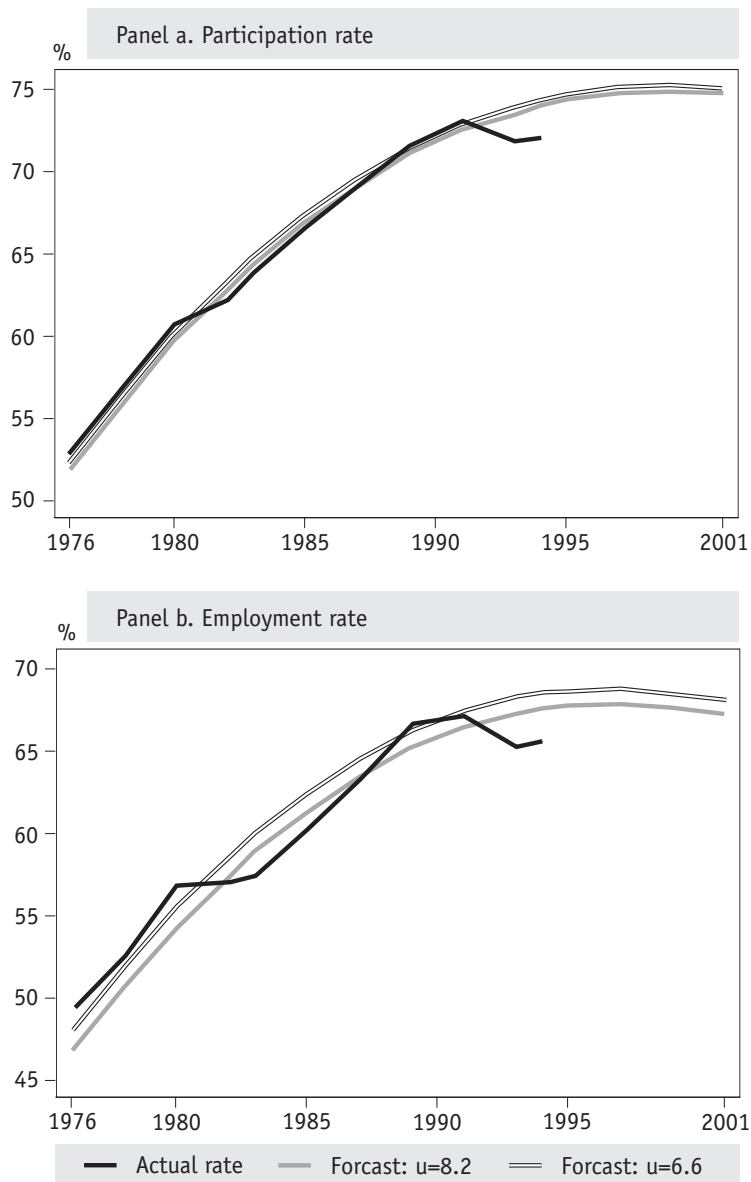 Panel a. Participation rate
%
75
70
65
60
55
50
1976 1980 1985 1990 1995 2001
Panel b. Employment rate
%
70
65
60
55
50
45
1976 1980 1985 1990 1995 2001
Actual rate Forcast: u=8.2 Forcast: u=6.6